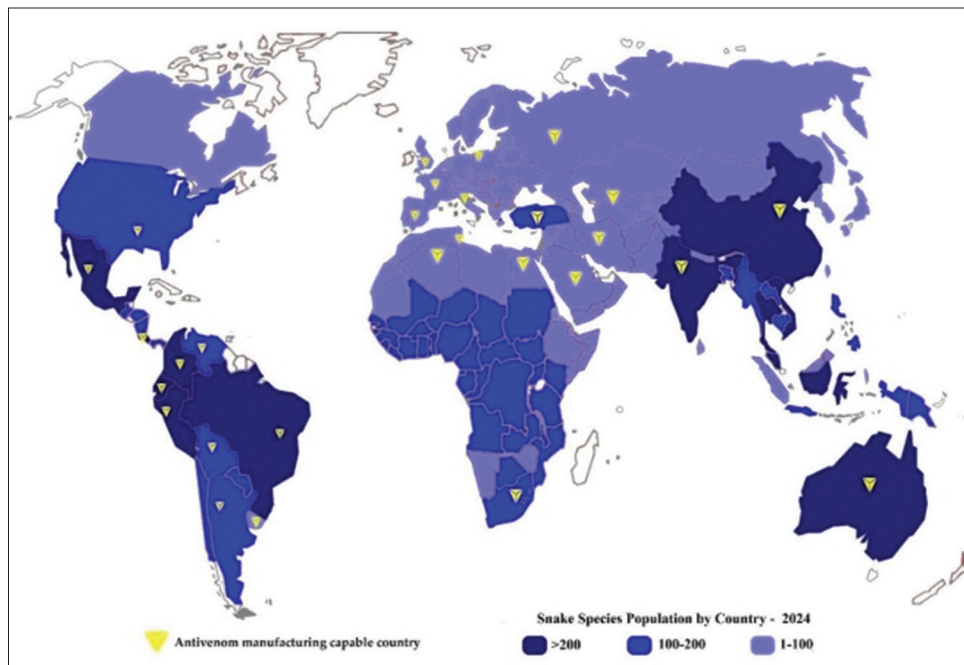 Snake Species Population by Country - 2024
Antivenom manufacturing capable country
>200
100-200
1-100